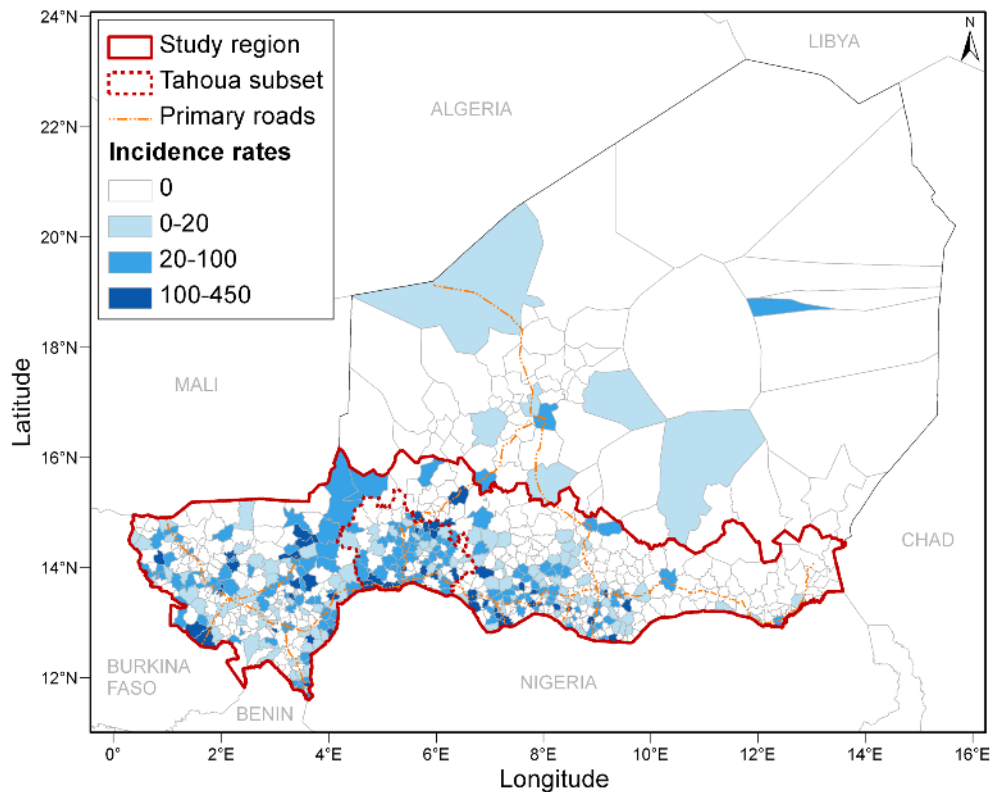 Study region
Tahoua subset
Primary roads
Incidence rates
0
0-20
20-100
100-450
N
LIBYA
ALGERIA
MALI
CHAD
BURKINA
FASO
NIGERIA
BENIN
24°N
22°N
20°N
18°N
16°N
14°N
12°N
Latitude
0°
2°E
4°E
6°E
8°E
10°E
12°E
14°E
16°E
Longitude